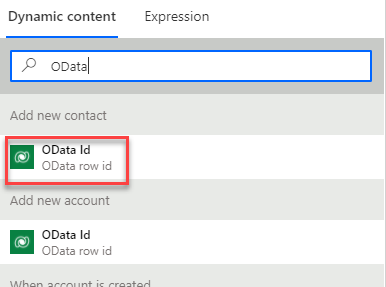 Dynamic content Expression
OData
Add new contact
OData Id
OData row id
Add new account
OData Id
OData row id
When account is created